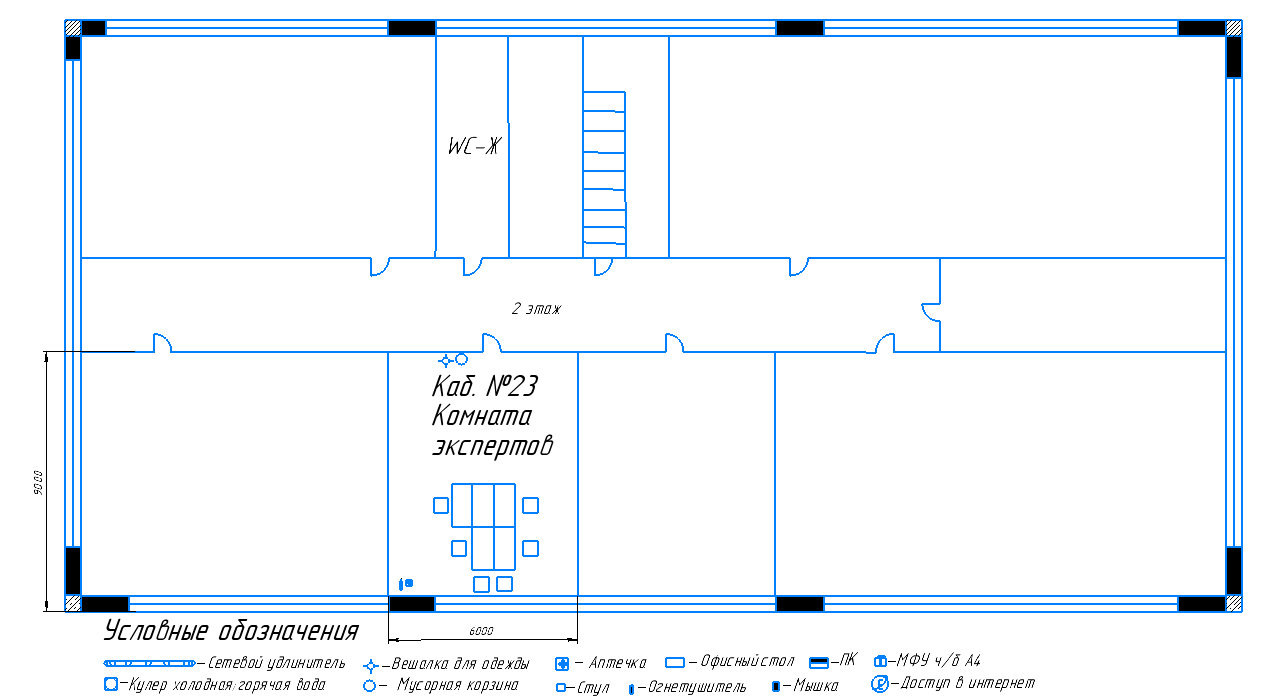 WC-Ж
2 этаж
Каб. №23
Комната
экспертов
9000
6000
Условные обозначения
- Сетевой удлинитель
- Вешалка для одежды
- Аптечка
- Офисный стол
- ПК
- МФУ ч/б А4
- Кулер холодная/горячая вода
- Мусорная корзина
- Стул
- Огнетушитель
- Мышка
- Доступ в интернет